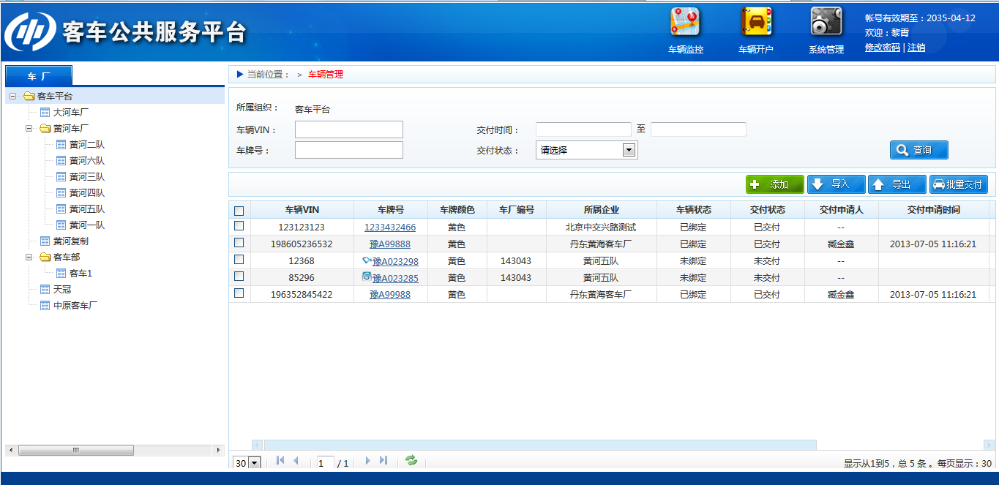 客车公共服务平台
车辆监控 车辆开户 系统管理
帐号有效期至：2035-04-12
欢迎：黎霄
修改密码 | 注销
车 厂
当前位置： > 车辆管理
客车平台
大河车厂
黄河车厂
黄河二队
黄河六队
黄河三队
黄河四队
黄河五队
黄河一队
黄河复制
客车部
客车1
天冠
中原客车厂
所属组织： 客车平台
车辆VIN： 交付时间： 至
车牌号： 交付状态： 请选择 查询
添加 导入 导出 批量交付
车辆VIN 车牌号 车牌颜色 车厂编号 所属企业 车辆状态 交付状态 交付申请人 交付申请时间
123123123 1233432466 黄色 北京中交兴路测试 已绑定 已交付 --
198605236532 豫A99888 黄色 丹东黄海客车厂 已绑定 已交付 臧金鑫 2013-07-05 11:16:21
12368 豫A023298 黄色 143043 黄河五队 未绑定 未交付 --
85296 豫A023285 黄色 143043 黄河五队 未绑定 未交付 --
196352845422 豫A99988 黄色 丹东黄海客车厂 已绑定 已交付 臧金鑫 2013-07-05 11:16:21
30 1 / 1 显示从1到5，总 5 条 。每页显示：30